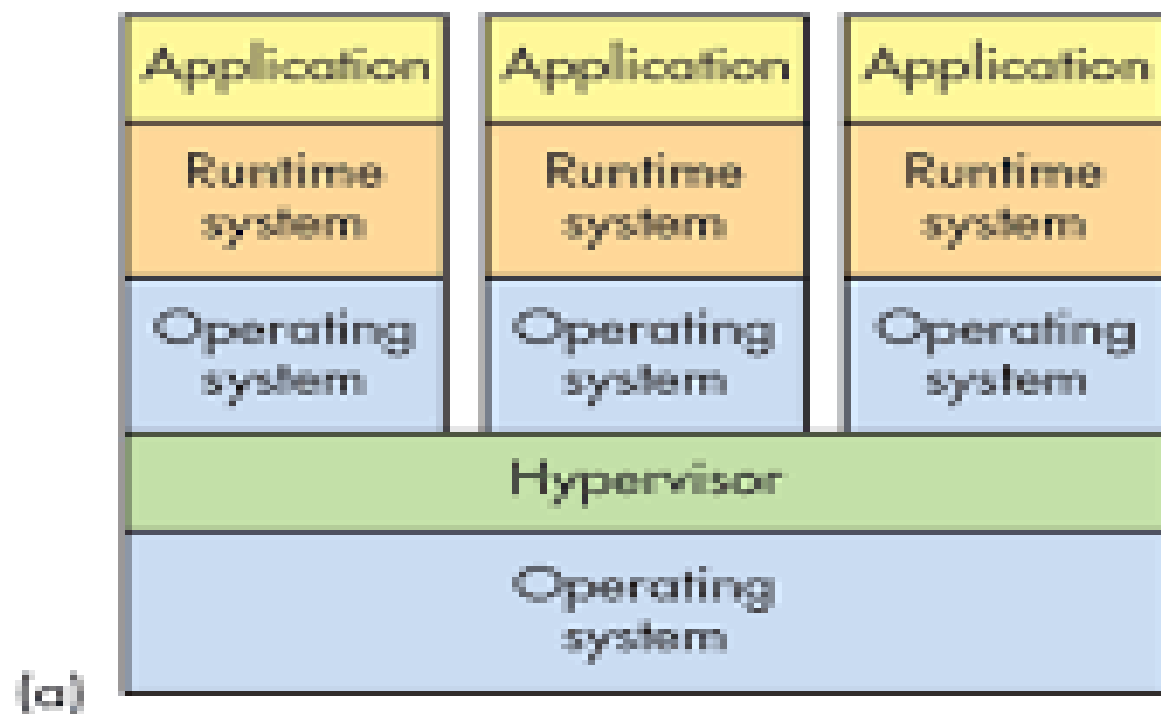 Application Application Application
Runtime Runtime Runtime
system system system
Operating Operating Operating
system system system
Hypervisor
Operating
system
(a)